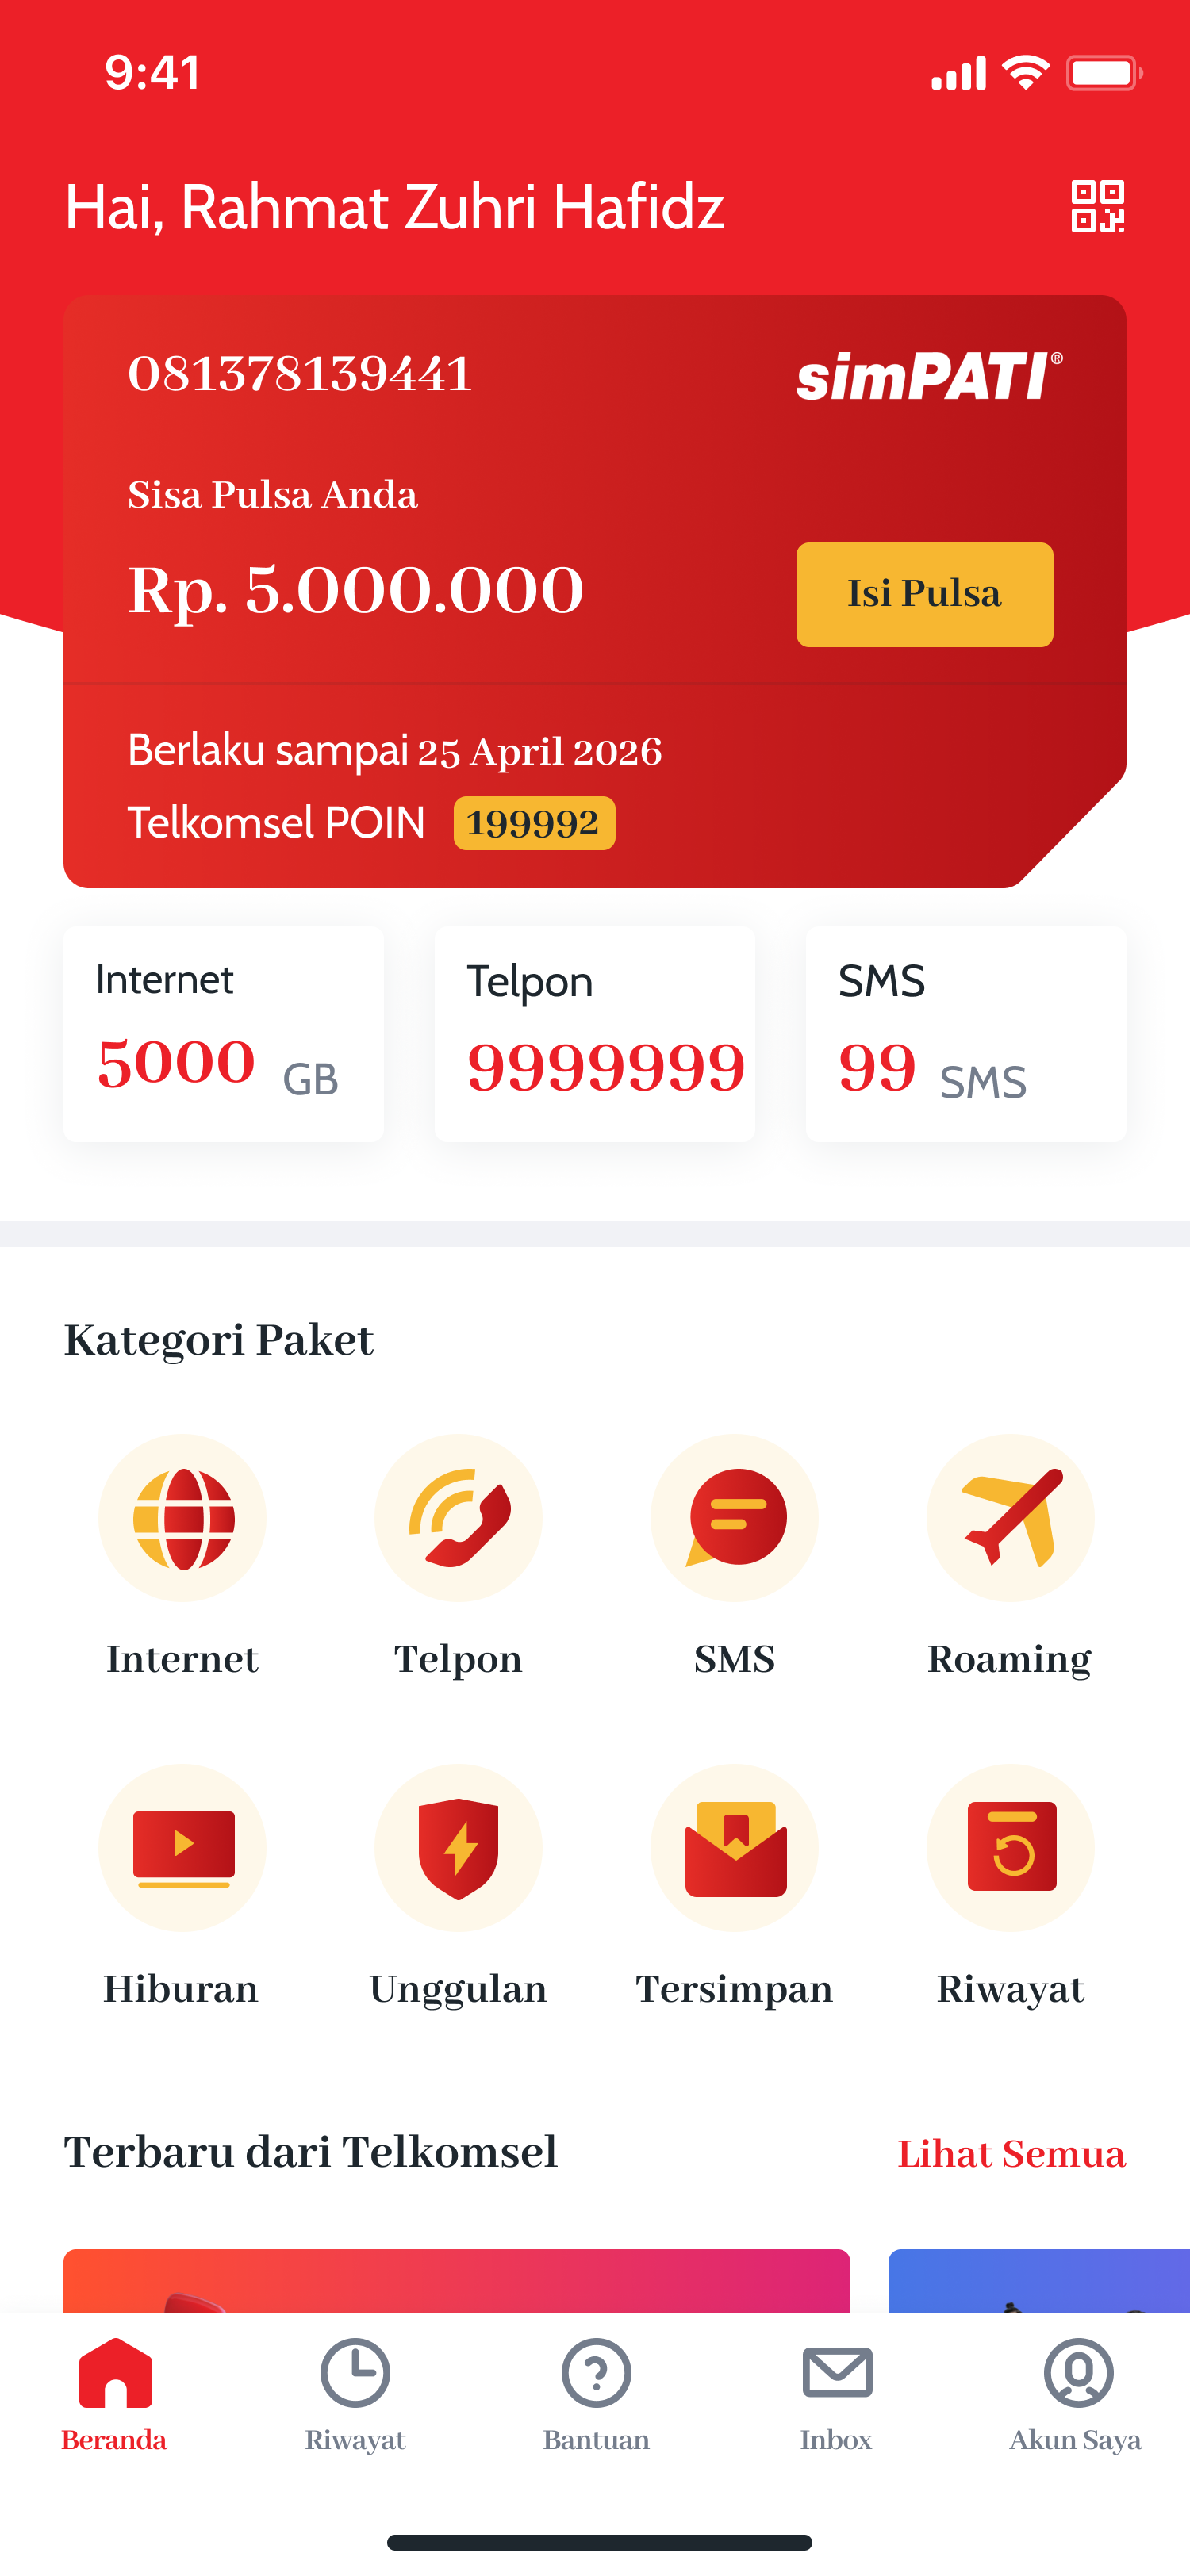 9:41
Hai, Rahmat Zuhri Hafidz
081378139441
simPATI®
Sisa Pulsa Anda
Rp. 5.000.000
Isi Pulsa
Berlaku sampai 25 April 2026
Telkomsel POIN 199992
Internet
5000 GB
Telpon
9999999
SMS
99 SMS
Kategori Paket
Internet
Telpon
SMS
Roaming
Hiburan
Unggulan
Tersimpan
Riwayat
Terbaru dari Telkomsel
Lihat Semua
Beranda
Riwayat
Bantuan
Inbox
Akun Saya